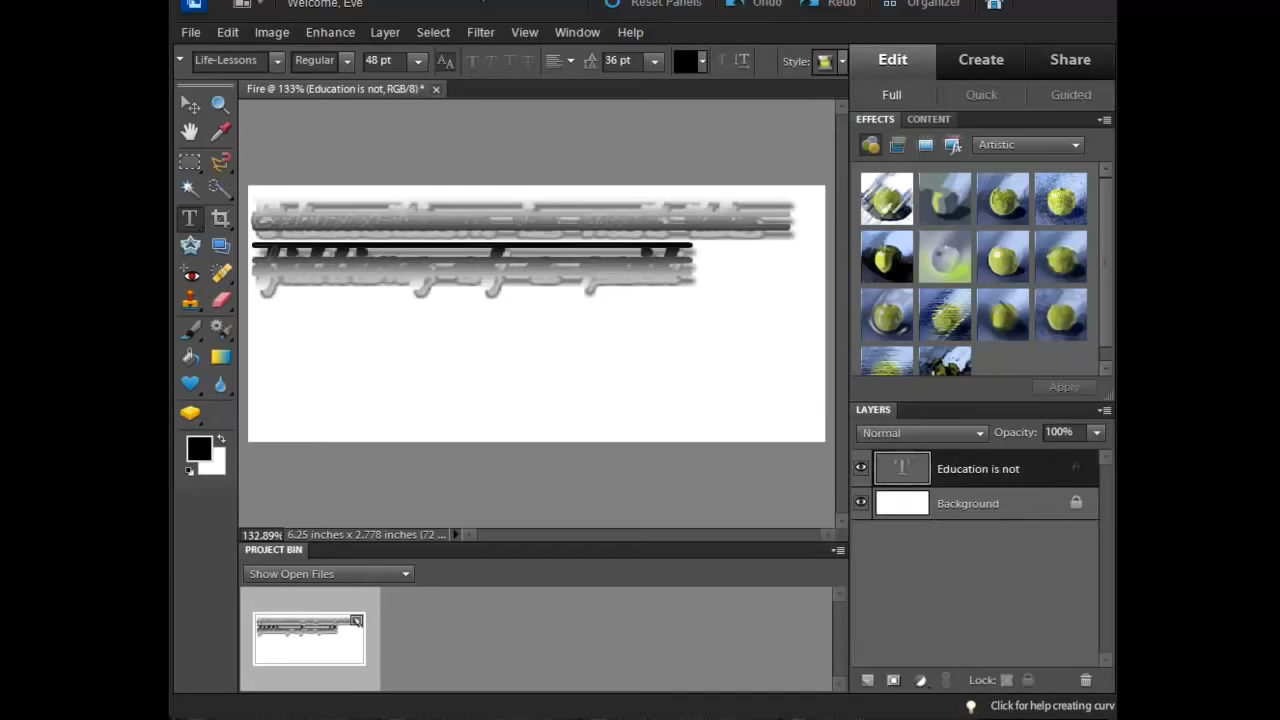 Welcome, Eve Reset Panels Undo Redo Organizer
File Edit Image Enhance Layer Select Filter View Window Help
Life-Lessons Regular 48 pt 36 pt Style:
Edit Create Share
Full Quick Guided
Fire @ 133% (Education is not, RGB/8) *
EFFECTS CONTENT
Artistic
Apply
LAYERS
Normal Opacity: 100%
Education is not
Background
132.89% 6.25 inches x 2.778 inches (72 ...
PROJECT BIN
Show Open Files
Lock:
Click for help creating curv